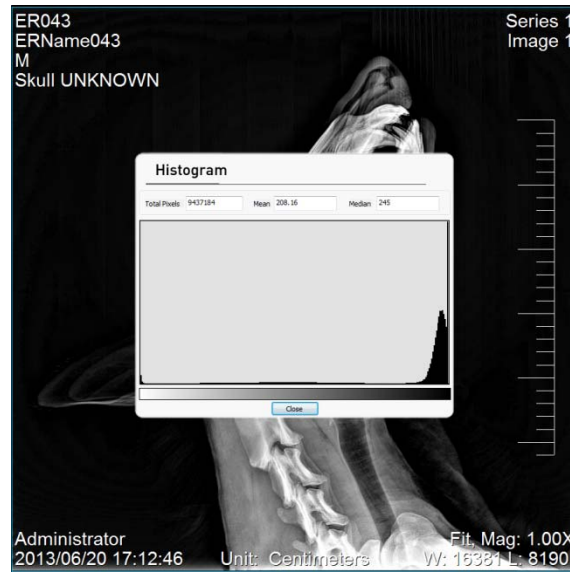 ER043
ERName043
M
Skull UNKNOWN
Series 1
Image 1
Histogram
Total Pixels 9437184 Mean 208.16 Median 245
Close
Administrator
2013/06/20 17:12:46
Unit: Centimeters
Fit, Mag: 1.00X
W: 16381 L: 8190